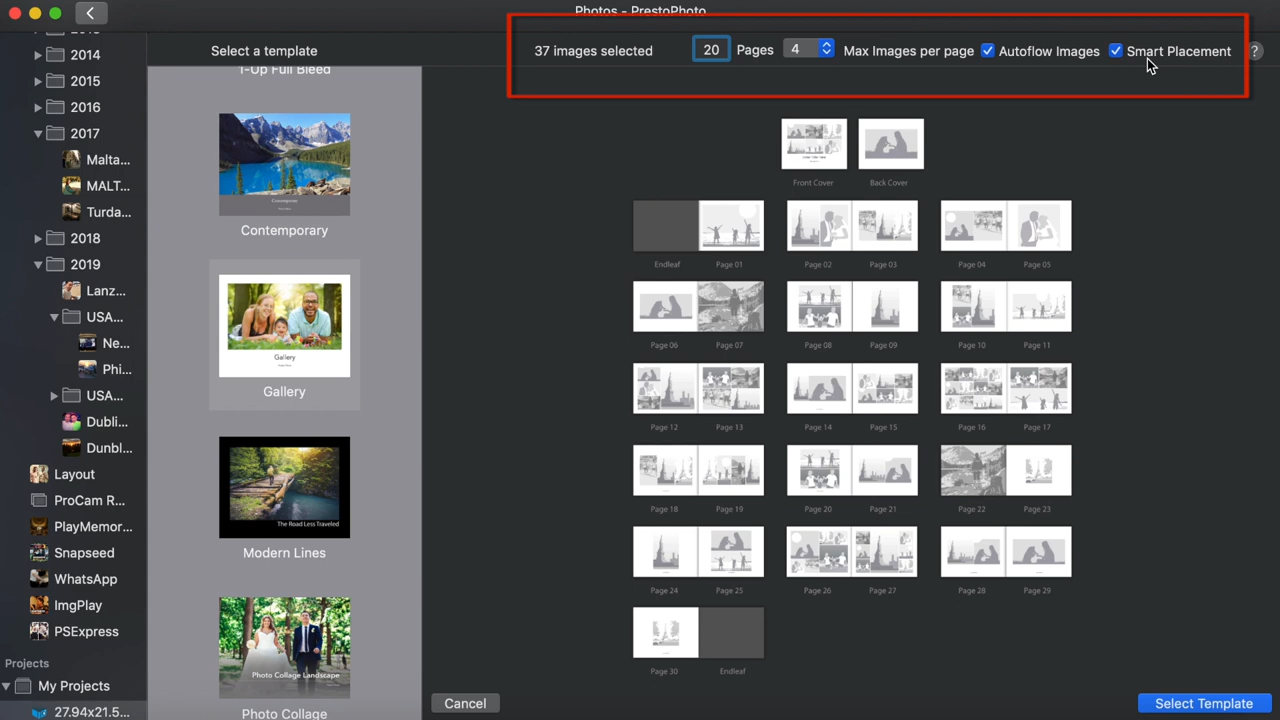 Photos - PrestoPhoto
2013
2014
2015
2016
2017
Malta...
MALT...
Turda...
2018
2019
Lanz...
USA...
Ne...
Phi...
USA...
Dubli...
Dunbl...
Layout
ProCam R...
PlayMemor...
Snapseed
WhatsApp
ImgPlay
PSExpress
Projects
My Projects
27.94x21.5...
Select a template
1-Up Full Bleed
Contemporary
Contemporary
Gallery
Gallery
The Road Less Traveled
Modern Lines
Photo Collage Landscape
Photo Collage
37 images selected
20 Pages 4 Max Images per page Autoflow Images Smart Placement ?
Front Cover Back Cover
Endleaf Page 01 Page 02 Page 03 Page 04 Page 05
Page 06 Page 07 Page 08 Page 09 Page 10 Page 11
Page 12 Page 13 Page 14 Page 15 Page 16 Page 17
Page 18 Page 19 Page 20 Page 21 Page 22 Page 23
Page 24 Page 25 Page 26 Page 27 Page 28 Page 29
Page 30 Endleaf
Cancel
Select Template